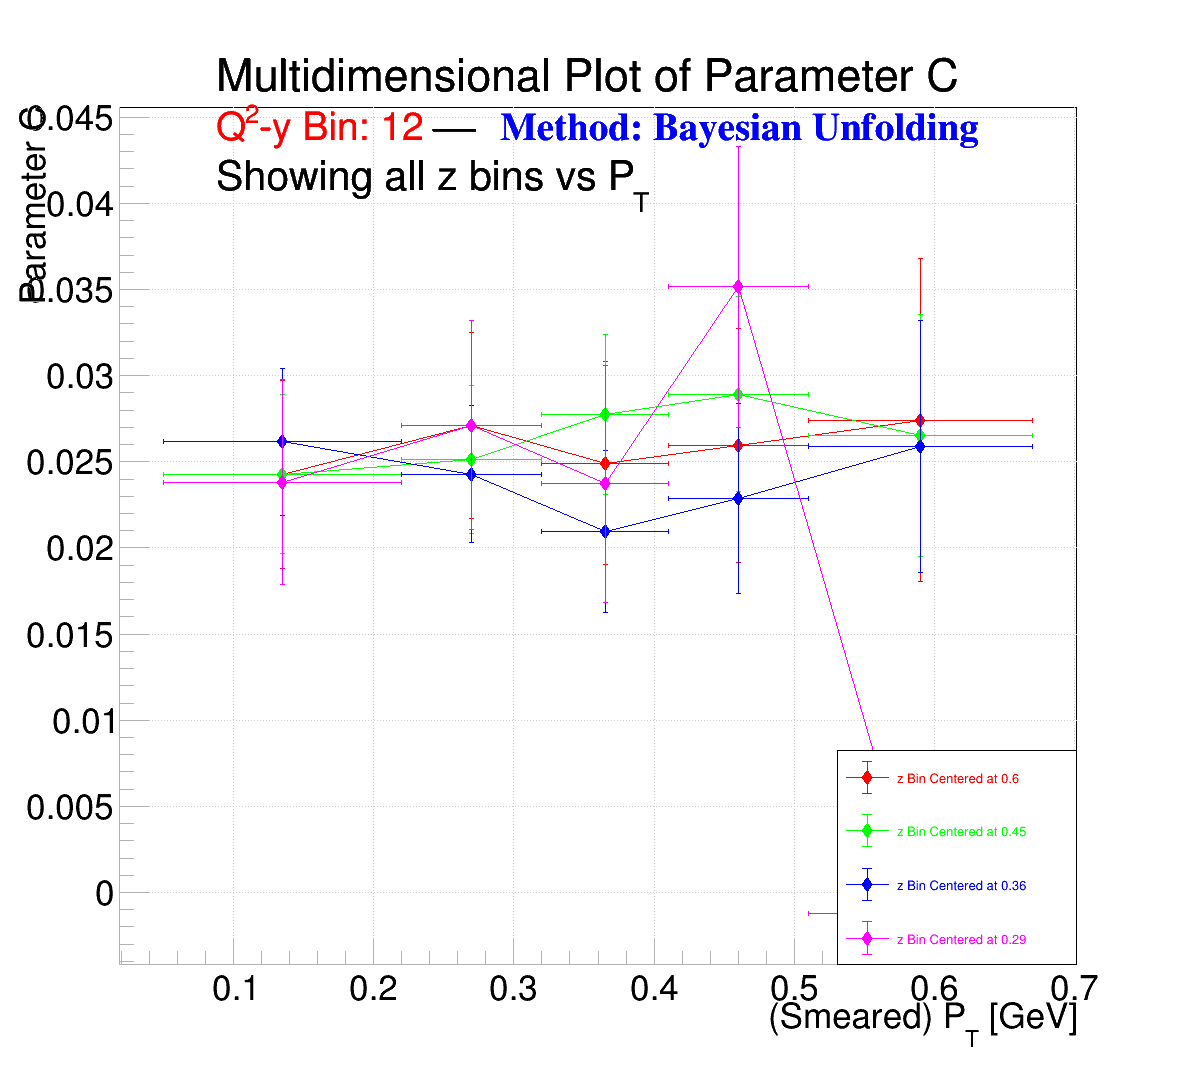 Multidimensional Plot of Parameter C
Q²-y Bin: 12 — Method: Bayesian Unfolding
Showing all z bins vs P_T
Parameter C
0.045
0.04
0.035
0.03
0.025
0.02
0.015
0.01
0.005
0
z Bin Centered at 0.6
z Bin Centered at 0.45
z Bin Centered at 0.36
z Bin Centered at 0.29
0.1 0.2 0.3 0.4 0.5 0.6 0.7
(Smeared) P_T [GeV]